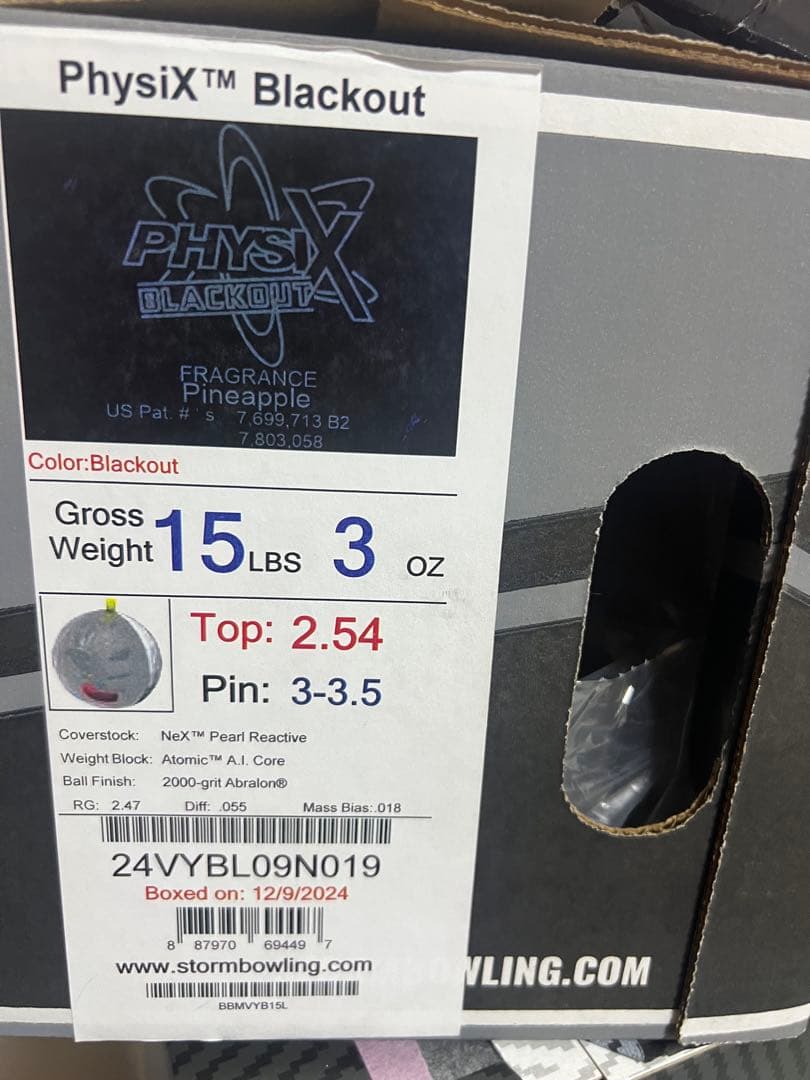 PhysiX™ Blackout
PHYSIX
BLACKOUT
FRAGRANCE
Pineapple
US Pat. # ' s 7,699,713 B2
7,803,058
Color:Blackout
Gross Weight 15 LBS 3 OZ
Top: 2.54
Pin: 3-3.5
Coverstock: NeX™ Pearl Reactive
Weight Block: Atomic™ A.I. Core
Ball Finish: 2000-grit Abralon®
RG: 2.47 Diff: .055 Mass Bias:.018
24VYBL09N019
Boxed on: 12/9/2024
8 87970 69449 7
www.stormbowling.com
BBMVYB15L
WLING.COM